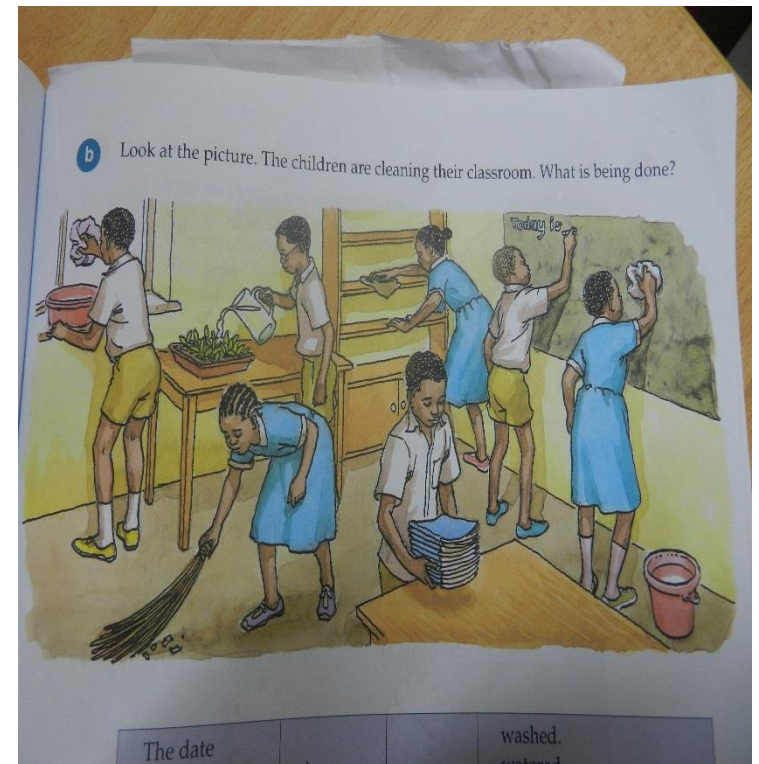 b Look at the picture. The children are cleaning their classroom. What is being done?
Today is
The date
washed.
watered